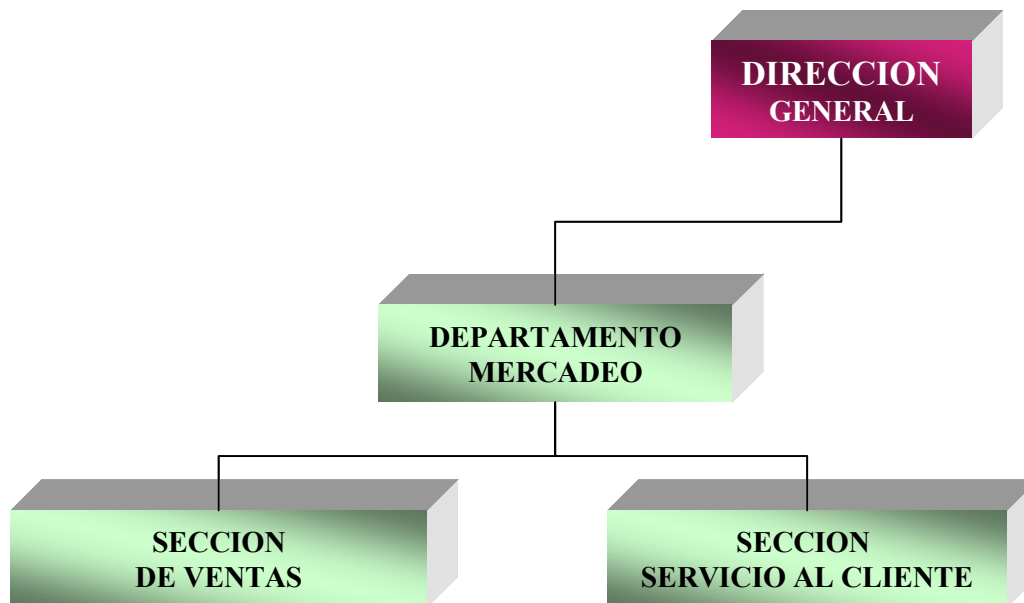 DIRECCION
GENERAL
DEPARTAMENTO
MERCADEO
SECCION
DE VENTAS
SECCION
SERVICIO AL CLIENTE